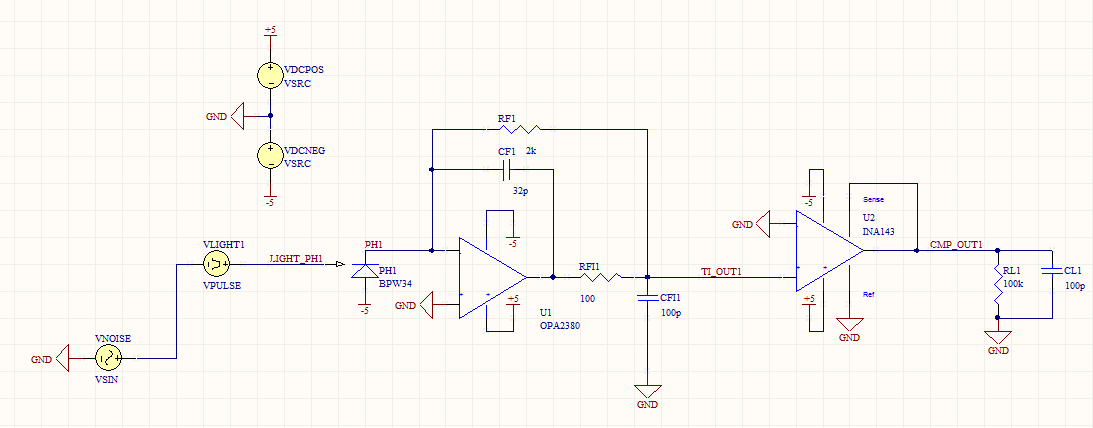 +5
VDCPOS
VSRC
GND
VDCNEG
VSRC
-5
RF1
2k
CF1
32p
VLIGHT1
VPULSE
LIGHT_PH1
PH1
PH1
BPW34
-5
GND
-5
+5
U1
OPA2380
RFI1
100
CFI1
100p
GND
TI_OUT1
VNOISE
GND
VSIN
GND
-5
+5
Sense
U2
INA143
Ref
GND
CMP_OUT1
RL1
100k
CL1
100p
GND